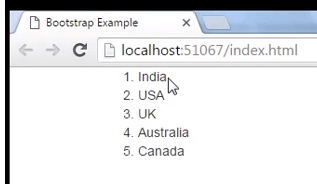 Bootstrap Example
localhost:51067/index.html
1. India
2. USA
3. UK
4. Australia
5. Canada